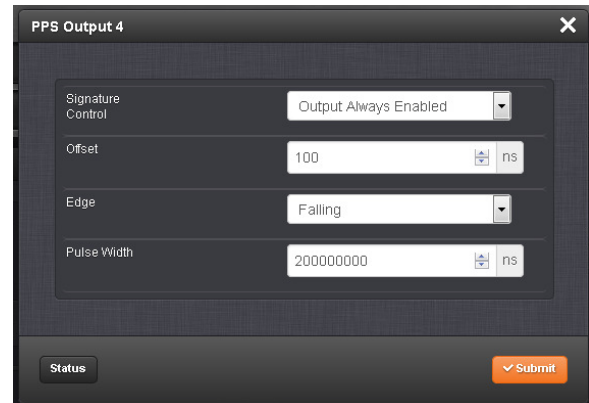 PPS Output 4
Signature
Control
Output Always Enabled
Offset
100
ns
Edge
Falling
Pulse Width
200000000
ns
Status
Submit